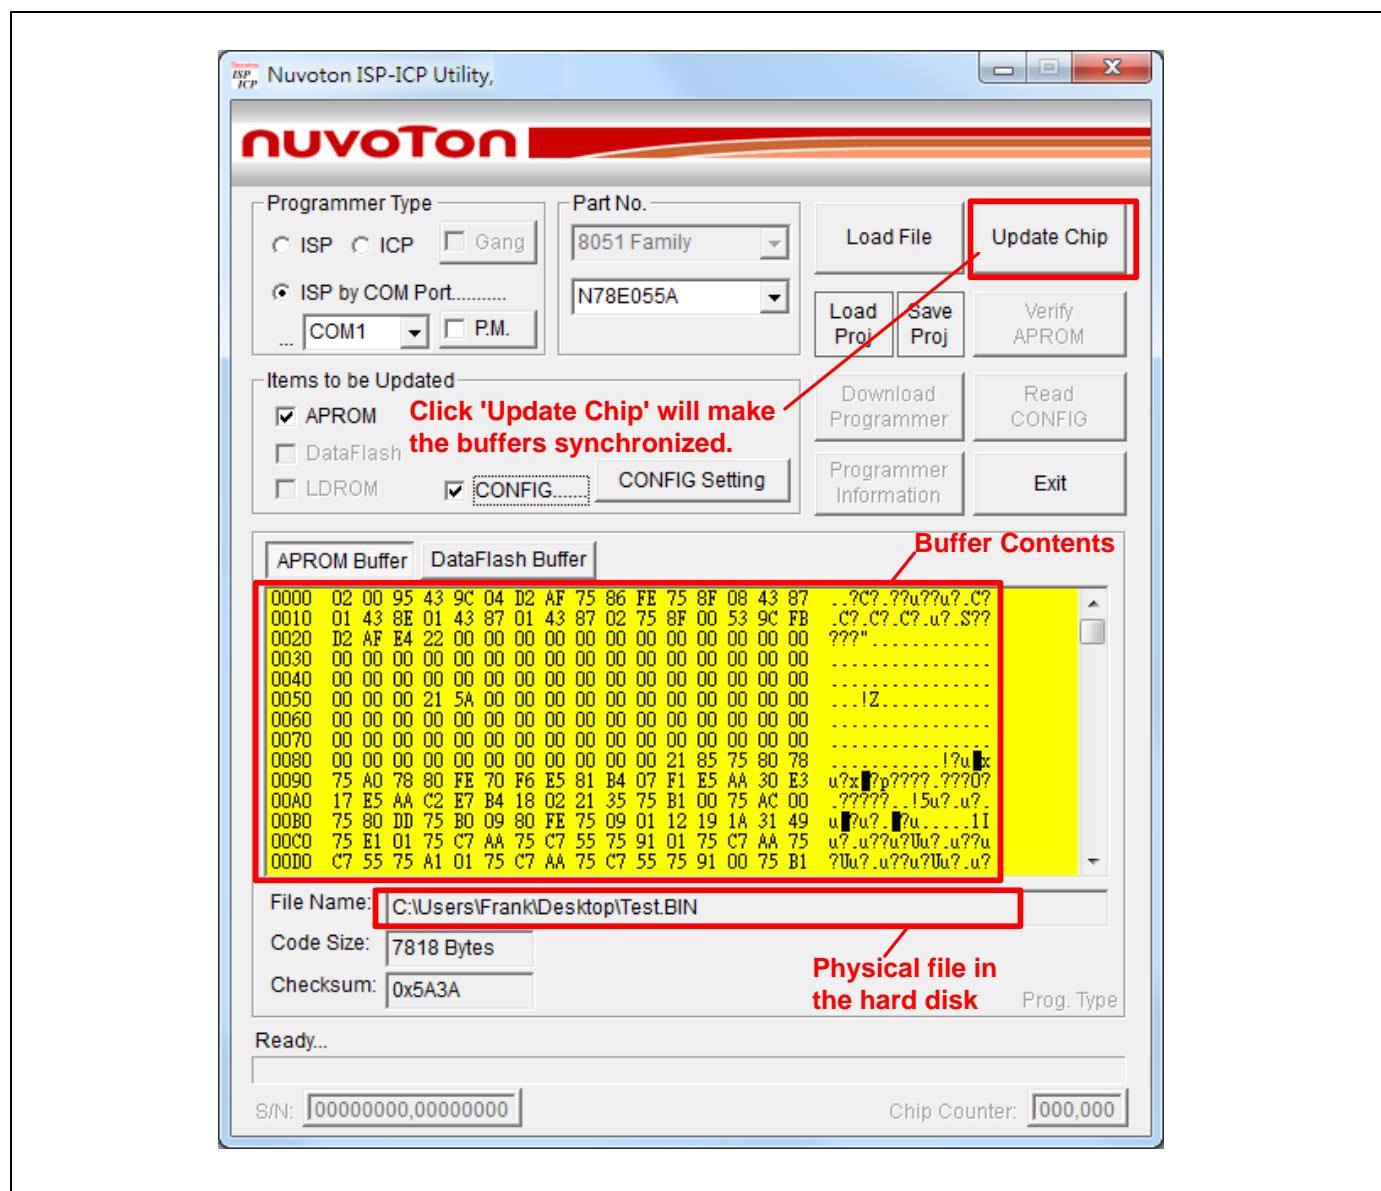 Nuvoton ISP-ICP Utility,
nuvoTon
Programmer Type
ISP ICP Gang
ISP by COM Port...........
... COM1 P.M.
Part No.
8051 Family
N78E055A
Load File Update Chip
Load Proj Save Proj Verify APROM
Items to be Updated
APROM
DataFlash
LDROM CONFIG....... CONFIG Setting
Click 'Update Chip' will make
the buffers synchronized.
Download Programmer Read CONFIG
Programmer Information Exit
Buffer Contents
APROM Buffer DataFlash Buffer
0000 02 00 95 43 9C 04 D2 AF 75 86 FE 75 8F 08 43 87 ..?C?.??u??u?.C?
0010 01 43 8E 01 43 87 01 43 87 02 75 8F 00 53 9C FB .C?.C?.C?.u?.S??
0020 D2 AF E4 22 00 00 00 00 00 00 00 00 00 00 00 00 ???"............
0030 00 00 00 00 00 00 00 00 00 00 00 00 00 00 00 00 ................
0040 00 00 00 00 00 00 00 00 00 00 00 00 00 00 00 00 ................
0050 00 00 00 21 5A 00 00 00 00 00 00 00 00 00 00 00 ...!Z...........
0060 00 00 00 00 00 00 00 00 00 00 00 00 00 00 00 00 ................
0070 00 00 00 00 00 00 00 00 00 00 00 00 00 00 00 00 ................
0080 00 00 00 00 00 00 00 00 00 00 00 21 85 75 80 78 ...........!?u█x
0090 75 A0 78 80 FE 70 F6 E5 81 B4 07 F1 E5 AA 30 E3 u?x█?p????.???0?
00A0 17 E5 AA C2 E7 B4 18 02 21 35 75 B1 00 75 AC 00 .?????..!5u?.u?.
00B0 75 80 DD 75 B0 09 80 FE 75 09 01 12 19 1A 31 49 u█?u?.█?u.....1I
00C0 75 E1 01 75 C7 AA 75 C7 55 75 91 01 75 C7 AA 75 u?.u??u?Uu?.u??u
00D0 C7 55 75 A1 01 75 C7 AA 75 C7 55 75 91 00 75 B1 ?Uu?.u??u?Uu?.u?
File Name: C:\Users\Frank\Desktop\Test.BIN
Code Size: 7818 Bytes
Checksum: 0x5A3A
Physical file in
the hard disk
Prog. Type
Ready...
S/N: 00000000,00000000 Chip Counter: 000,000